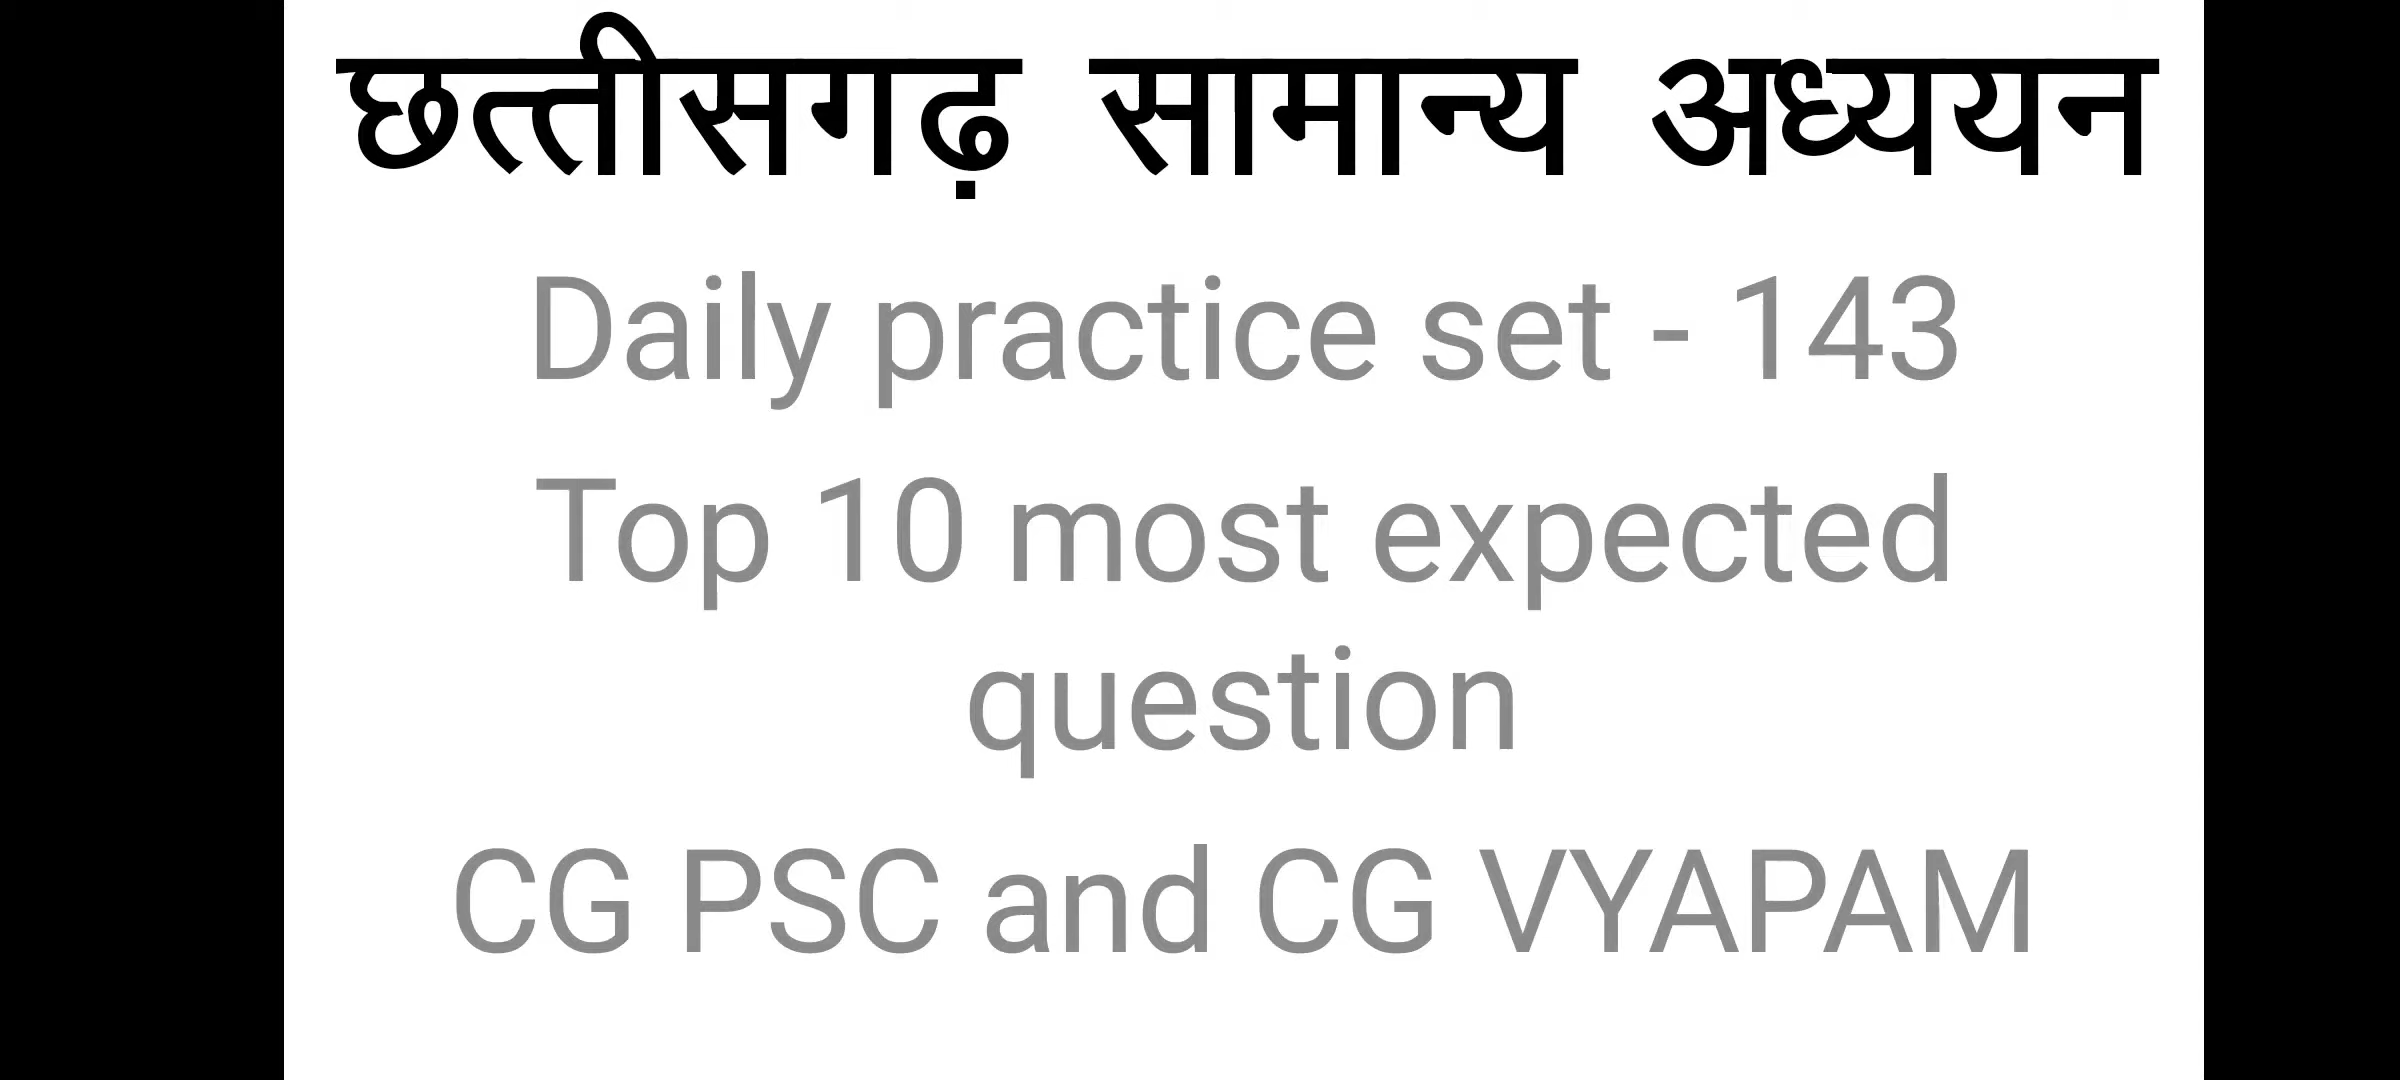 छत्तीसगढ़ सामान्य अध्ययन
Daily practice set - 143
Top 10 most expected
question
CG PSC and CG VYAPAM